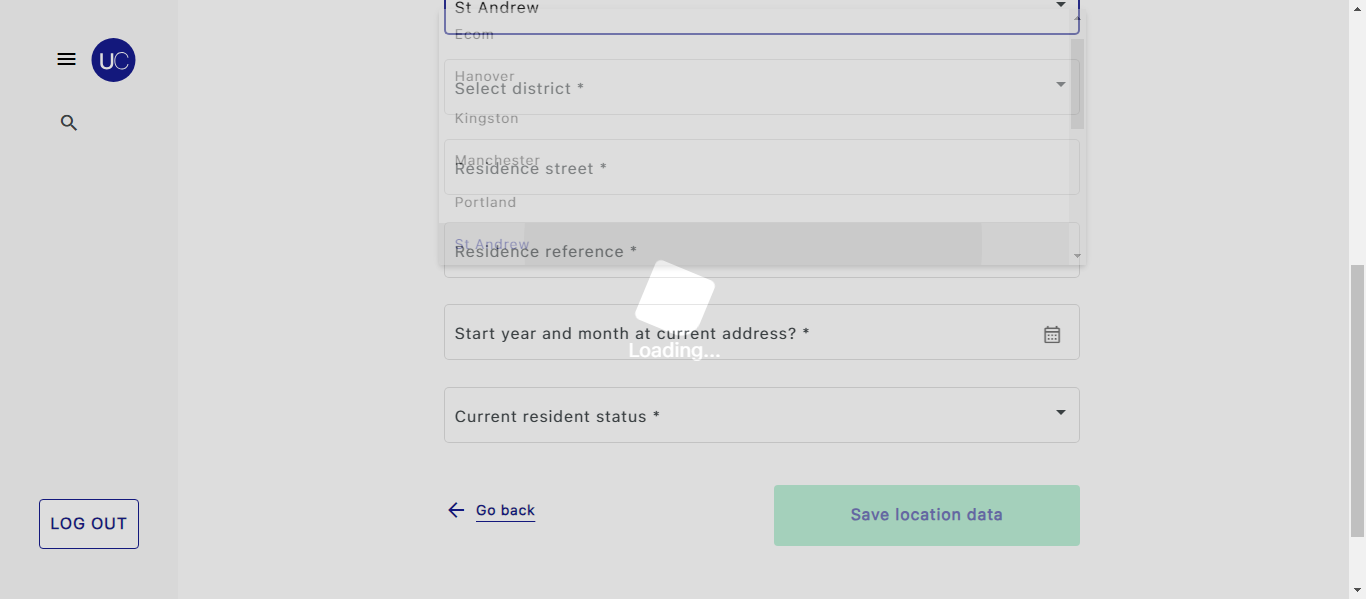 St Andrew
Ecom
UC
Hanover
Select district *
Kingston
Manchester
Residence street *
Portland
St Andrew
Residence reference *
Start year and month at current address? *
Loading...
Current resident status *
Go back
Save location data
LOG OUT